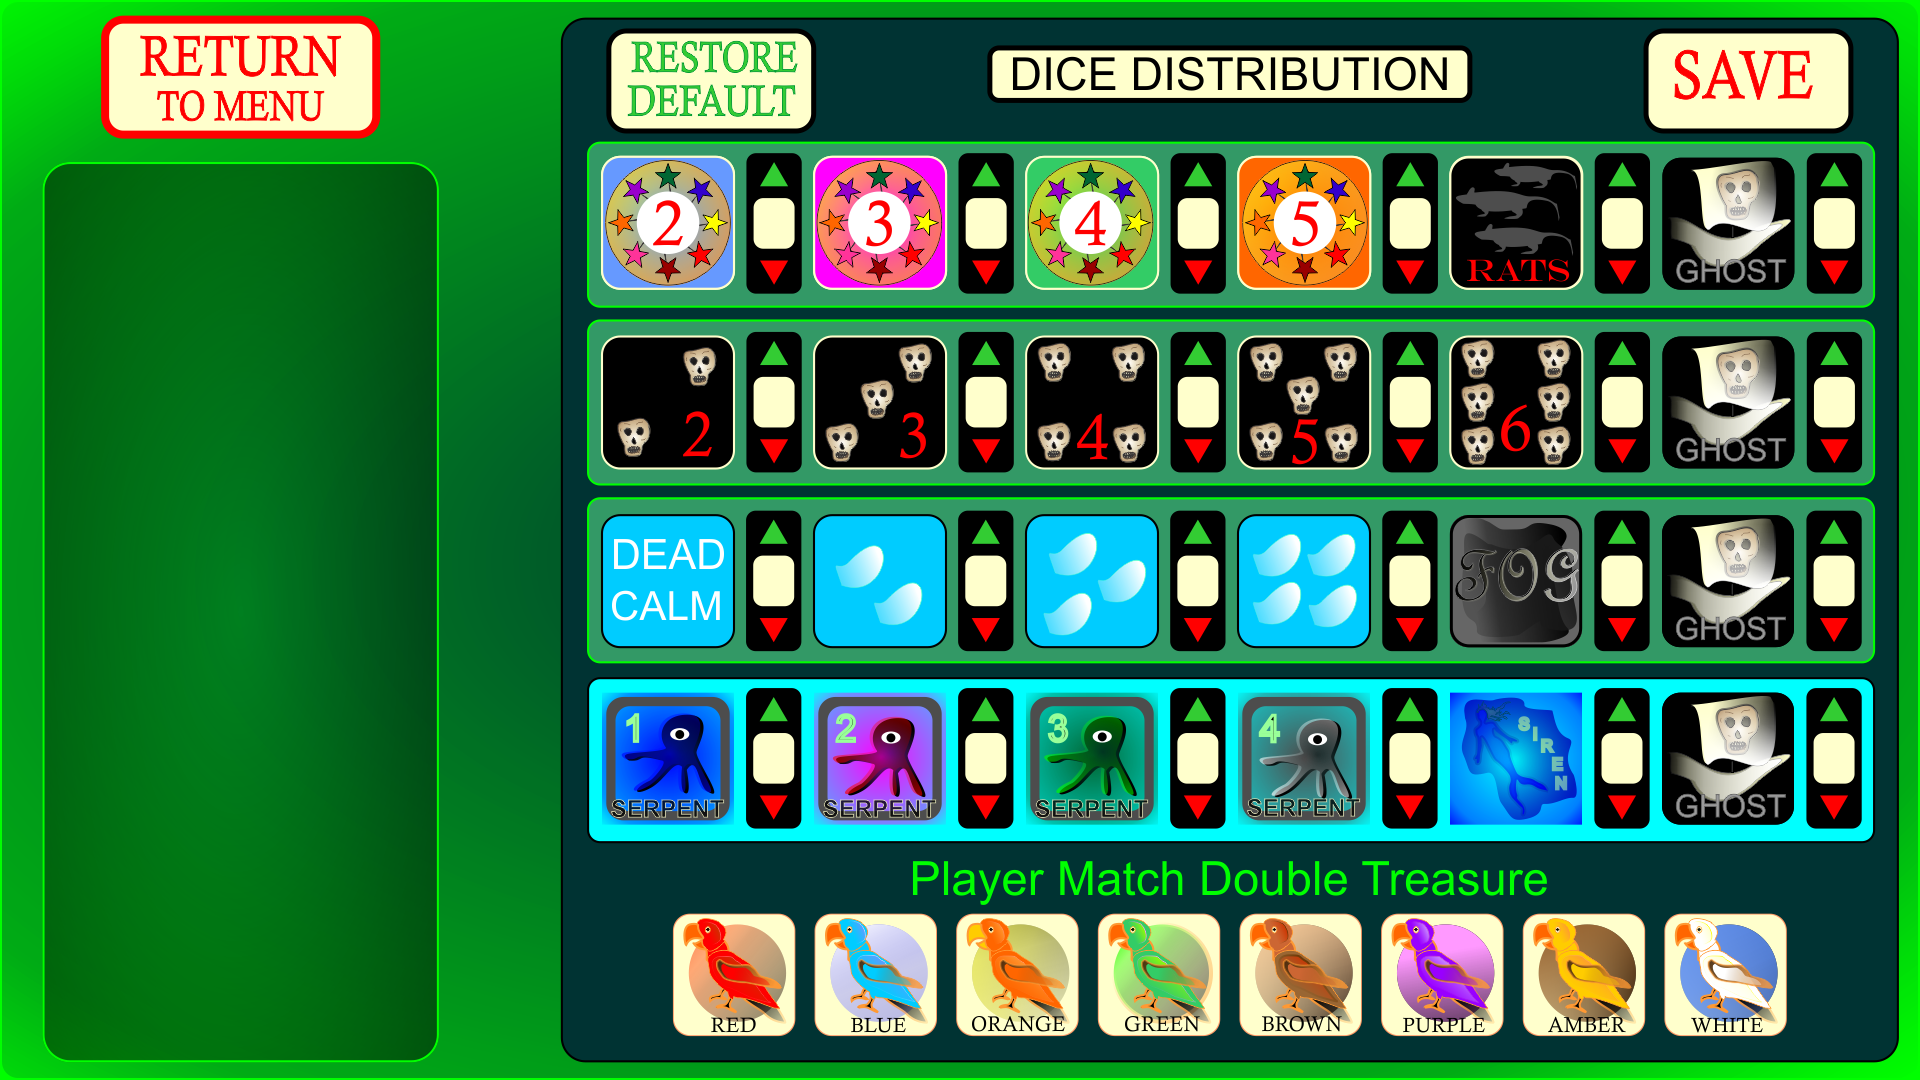 RETURN
TO MENU
RESTORE
DEFAULT
DICE DISTRIBUTION
SAVE
2
3
4
5
RATS
GHOST
2
3
4
5
6
GHOST
DEAD
CALM
FOG
GHOST
1
SERPENT
2
SERPENT
3
SERPENT
4
SERPENT
SIREN
GHOST
Player Match Double Treasure
RED
BLUE
ORANGE
GREEN
BROWN
PURPLE
AMBER
WHITE